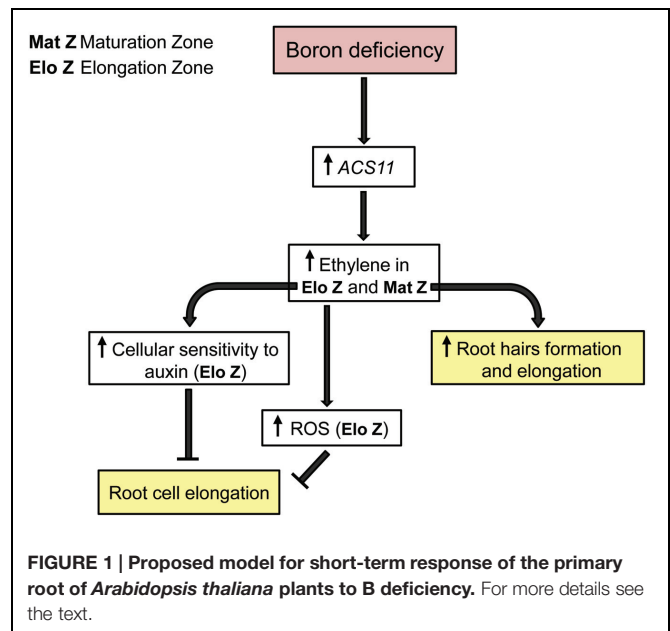 Mat Z Maturation Zone
Elo Z Elongation Zone
Boron deficiency
↑ ACS11
↑ Ethylene in
Elo Z and Mat Z
↑ Cellular sensitivity to
auxin (Elo Z)
↑ Root hairs formation
and elongation
↑ ROS (Elo Z)
Root cell elongation
FIGURE 1 | Proposed model for short-term response of the primary
root of Arabidopsis thaliana plants to B deficiency. For more details see
the text.